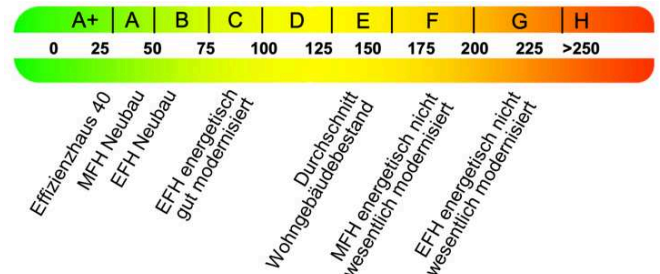 A+ A B C D E F G H
0 25 50 75 100 125 150 175 200 225 >250
Effizienzhaus 40
MFH Neubau
EFH Neubau
EFH energetisch
gut modernisiert
Durchschnitt
Wohngebäudebestand
MFH energetisch nicht
wesentlich modernisiert
EFH energetisch nicht
wesentlich modernisiert